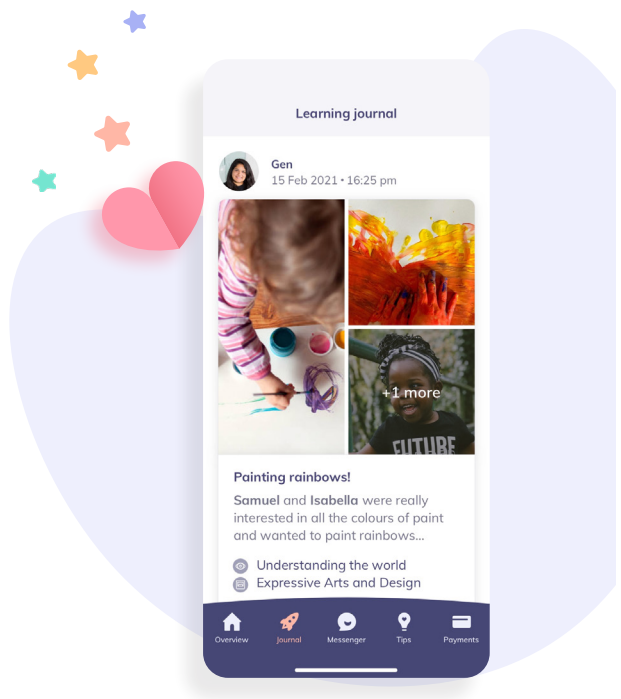 Learning journal
Gen
15 Feb 2021 • 16:25 pm
+1 more
FUTURE
Painting rainbows!
Samuel and Isabella were really
interested in all the colours of paint
and wanted to paint rainbows...
Understanding the world
Expressive Arts and Design
Overview
Journal
Messenger
Tips
Payments